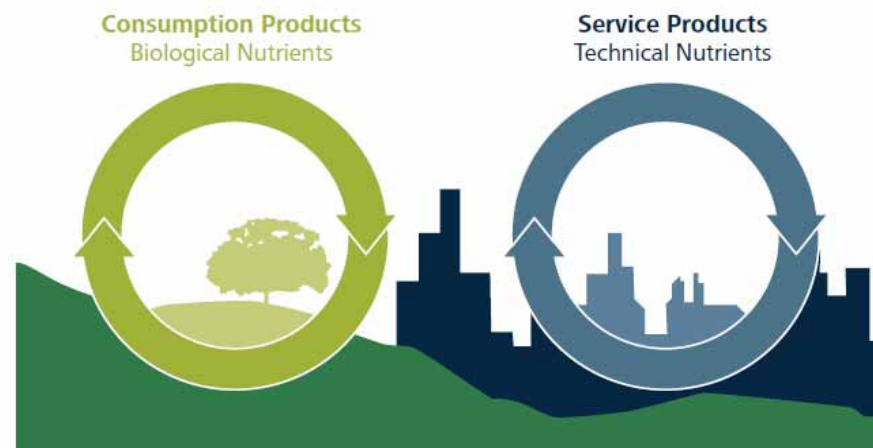 Consumption Products
Biological Nutrients
Service Products
Technical Nutrients